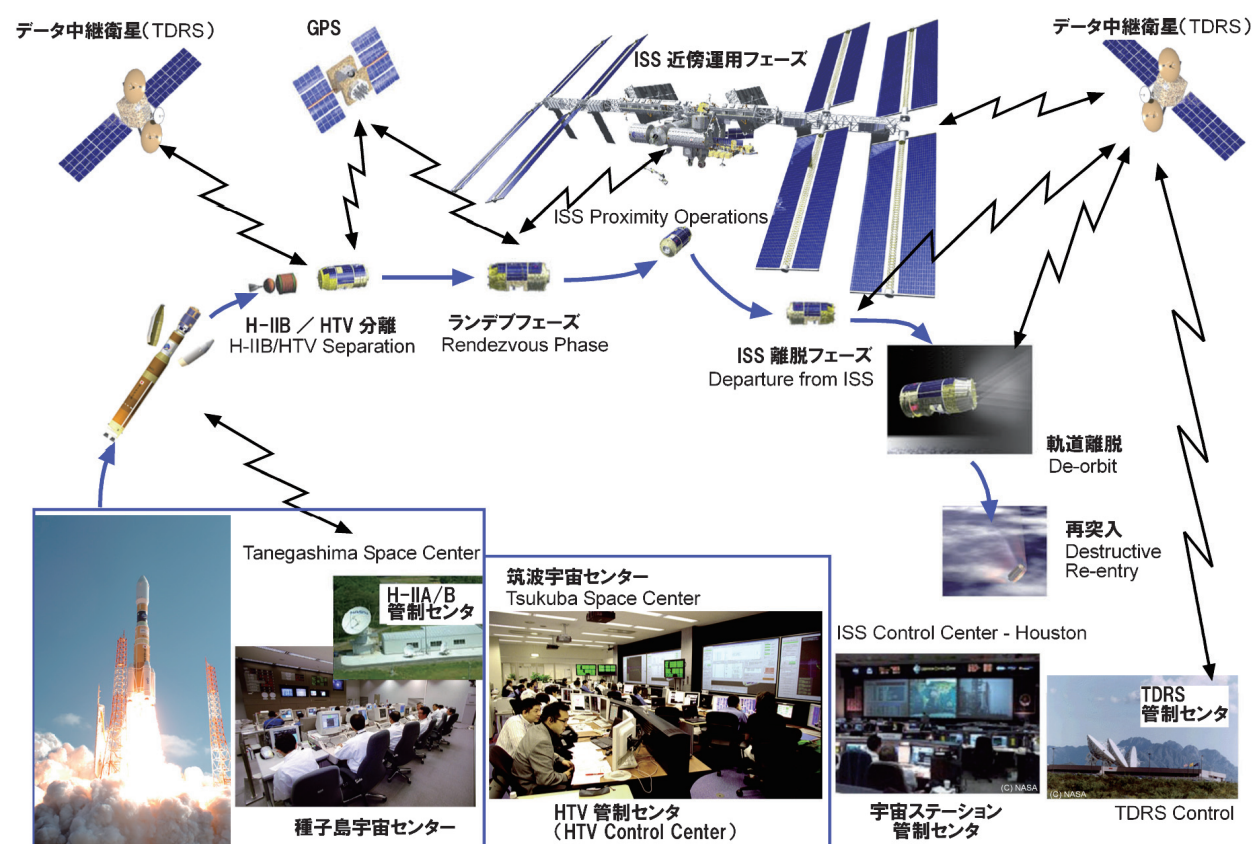 データ中継衛星(TDRS)
GPS
ISS 近傍運用フェーズ
データ中継衛星(TDRS)
ISS Proximity Operations
H-IIB / HTV 分離
H-IIB/HTV Separation
ランデブフェーズ
Rendezvous Phase
ISS 離脱フェーズ
Departure from ISS
軌道離脱
De-orbit
再突入
Destructive
Re-entry
Tanegashima Space Center
H-IIA/B
管制センタ
種子島宇宙センター
筑波宇宙センター
Tsukuba Space Center
HTV 管制センタ
(HTV Control Center)
ISS Control Center - Houston
(C) NASA
宇宙ステーション
管制センタ
TDRS
管制センタ
(C) NASA
TDRS Control